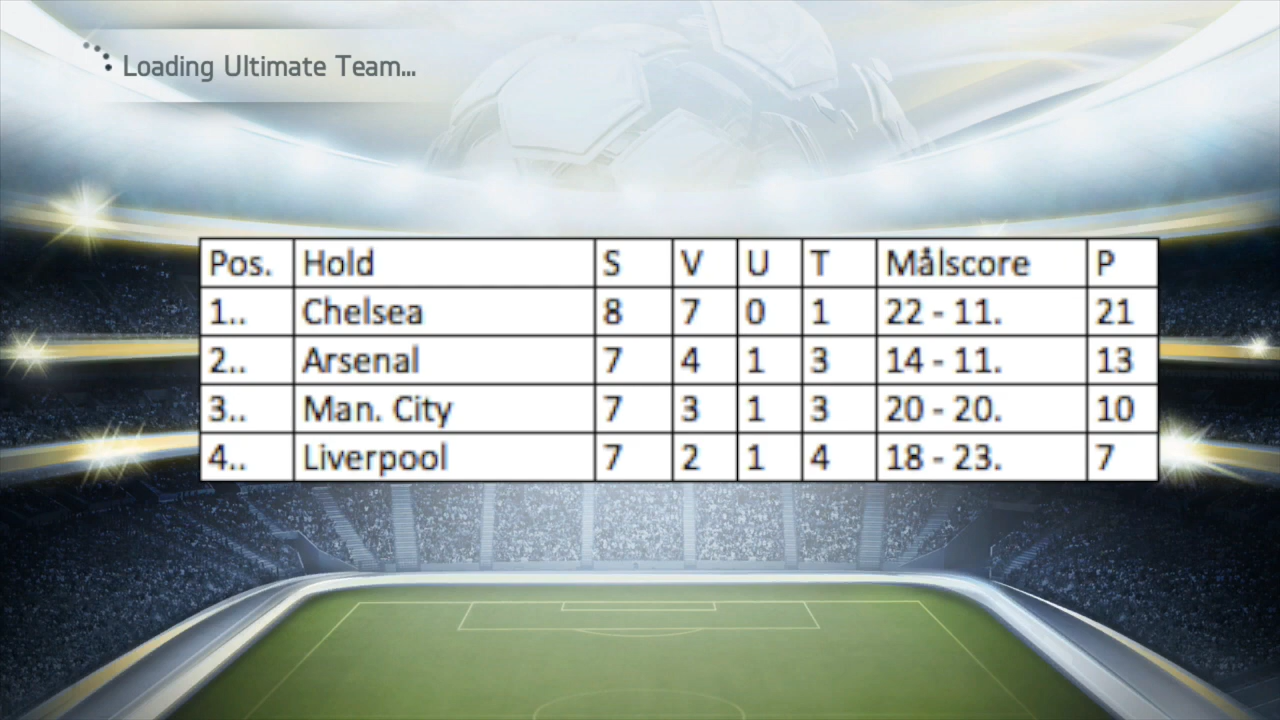 Loading Ultimate Team...
Pos. Hold S V U T Målscore P
1.. Chelsea 8 7 0 1 22 - 11. 21
2.. Arsenal 7 4 1 3 14 - 11. 13
3.. Man. City 7 3 1 3 20 - 20. 10
4.. Liverpool 7 2 1 4 18 - 23. 7